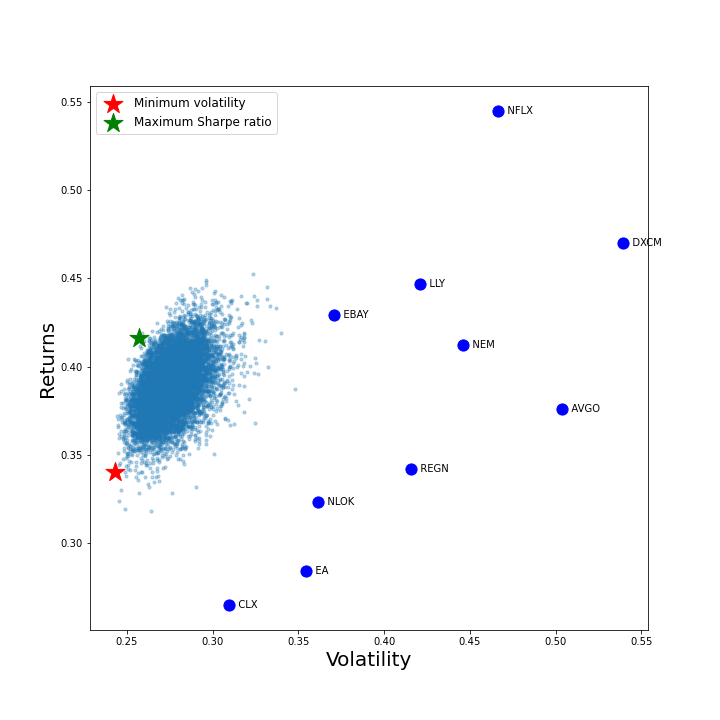 Minimum volatility
Maximum Sharpe ratio
0.55
0.50
0.45
0.40
0.35
0.30
Returns
NFLX
DXCM
LLY
EBAY
NEM
AVGO
REGN
NLOK
EA
CLX
0.25
0.30
0.35
0.40
0.45
0.50
0.55
Volatility